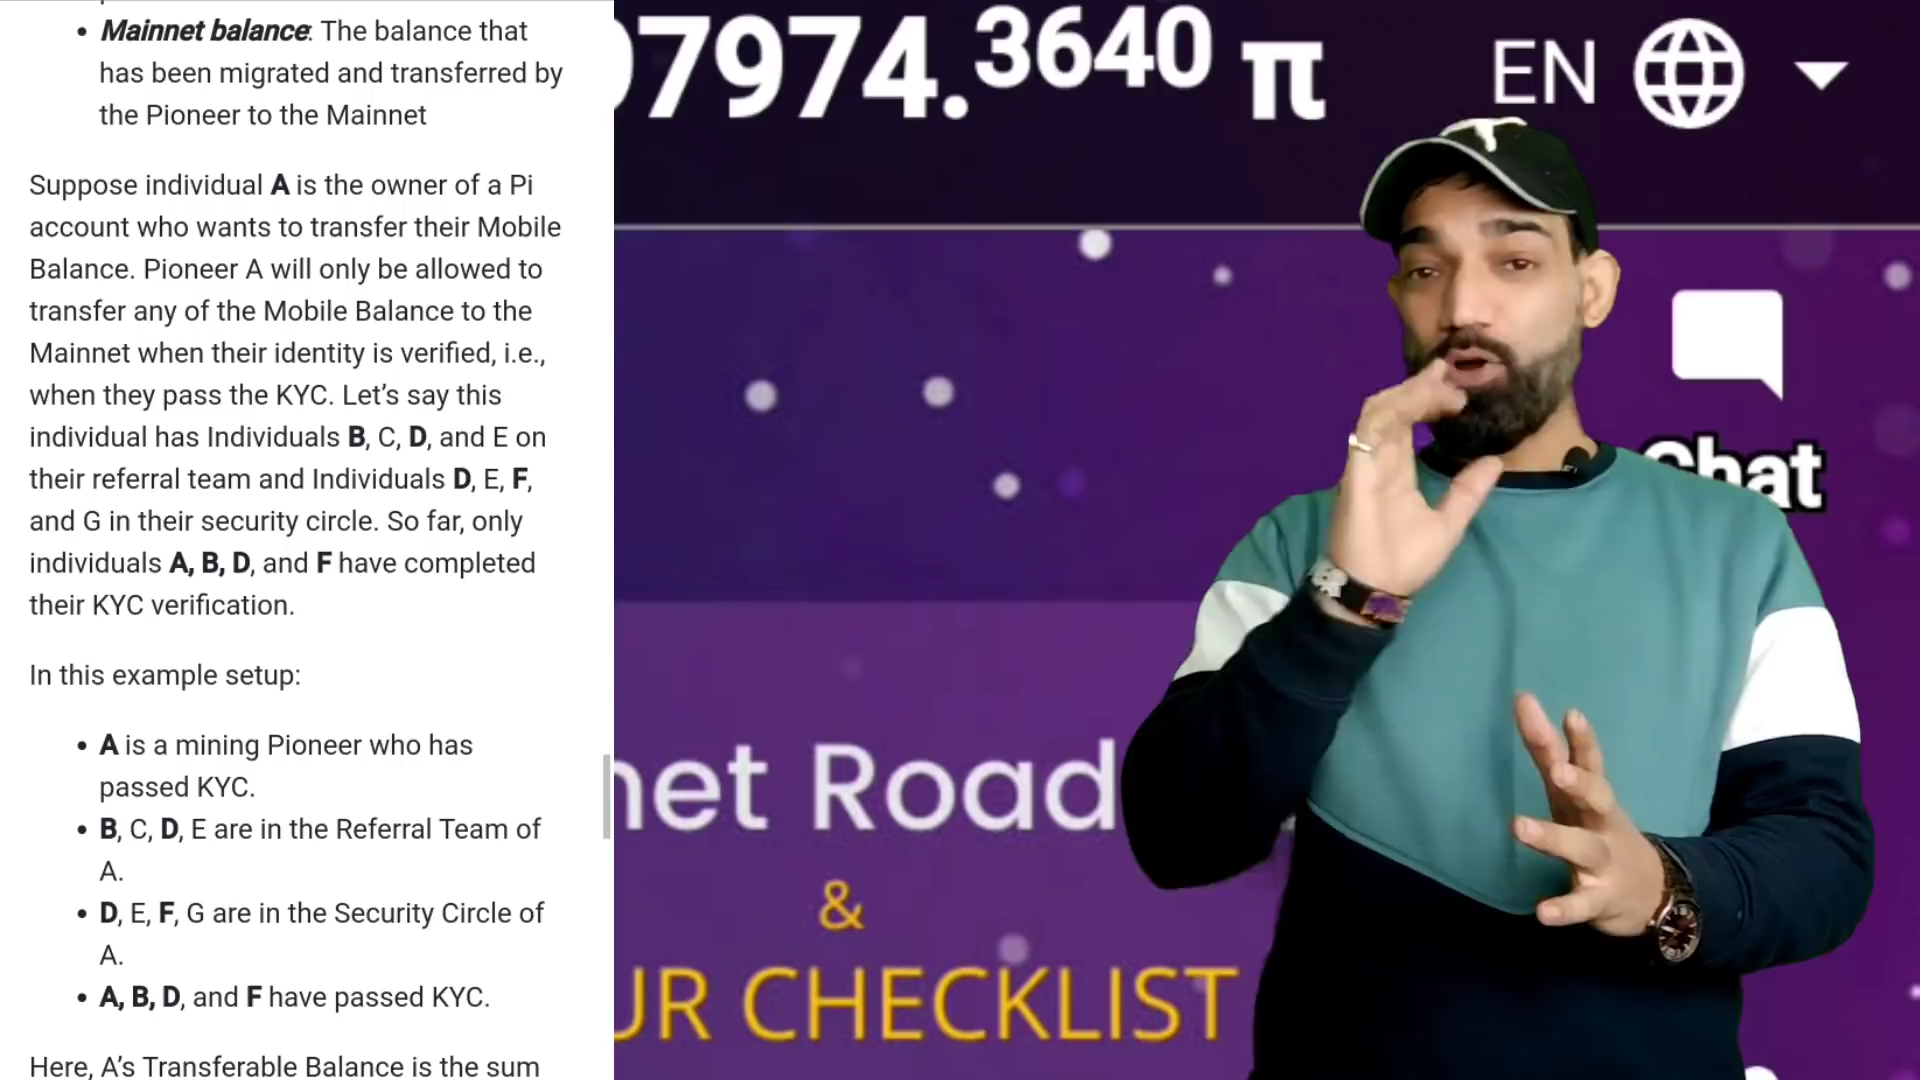 • Mainnet balance: The balance that
has been migrated and transferred by
the Pioneer to the Mainnet
Suppose individual A is the owner of a Pi
account who wants to transfer their Mobile
Balance. Pioneer A will only be allowed to
transfer any of the Mobile Balance to the
Mainnet when their identity is verified, i.e.,
when they pass the KYC. Let’s say this
individual has Individuals B, C, D, and E on
their referral team and Individuals D, E, F,
and G in their security circle. So far, only
individuals A, B, D, and F have completed
their KYC verification.
In this example setup:
• A is a mining Pioneer who has
passed KYC.
• B, C, D, E are in the Referral Team of
A.
• D, E, F, G are in the Security Circle of
A.
• A, B, D, and F have passed KYC.
Here, A’s Transferable Balance is the sum
7974.3640 π
EN
Chat
net Road
&
UR CHECKLIST